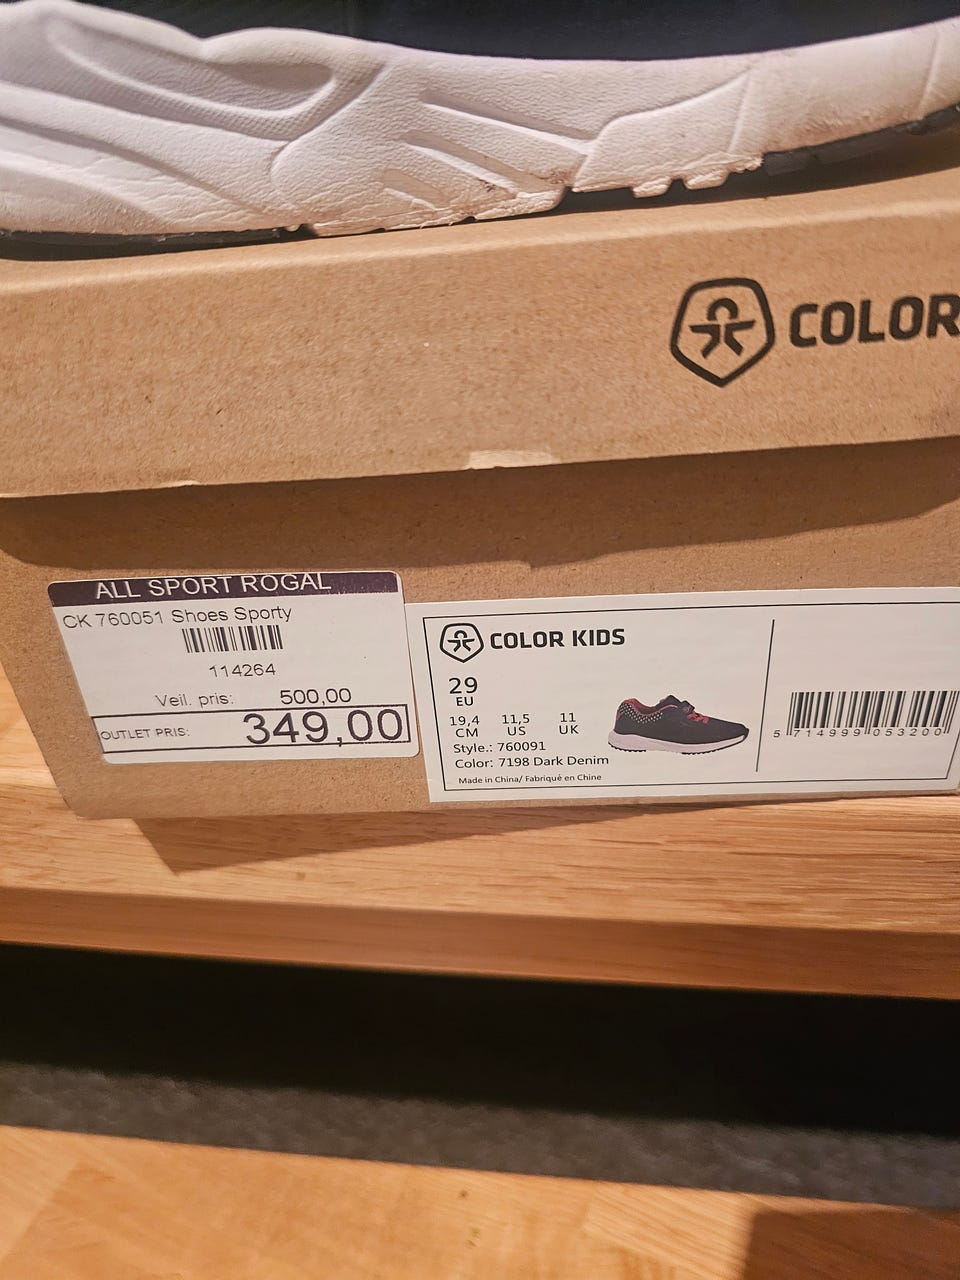 COLOR
ALL SPORT ROGAL
CK 760051 Shoes Sporty
114264
Veil. pris: 500,00
OUTLET PRIS: 349,00
COLOR KIDS
29
EU
19,4 11,5 11
CM US UK
Style.: 760091
Color: 7198 Dark Denim
Made in China/ Fabriqué en Chine
5 714999 053200